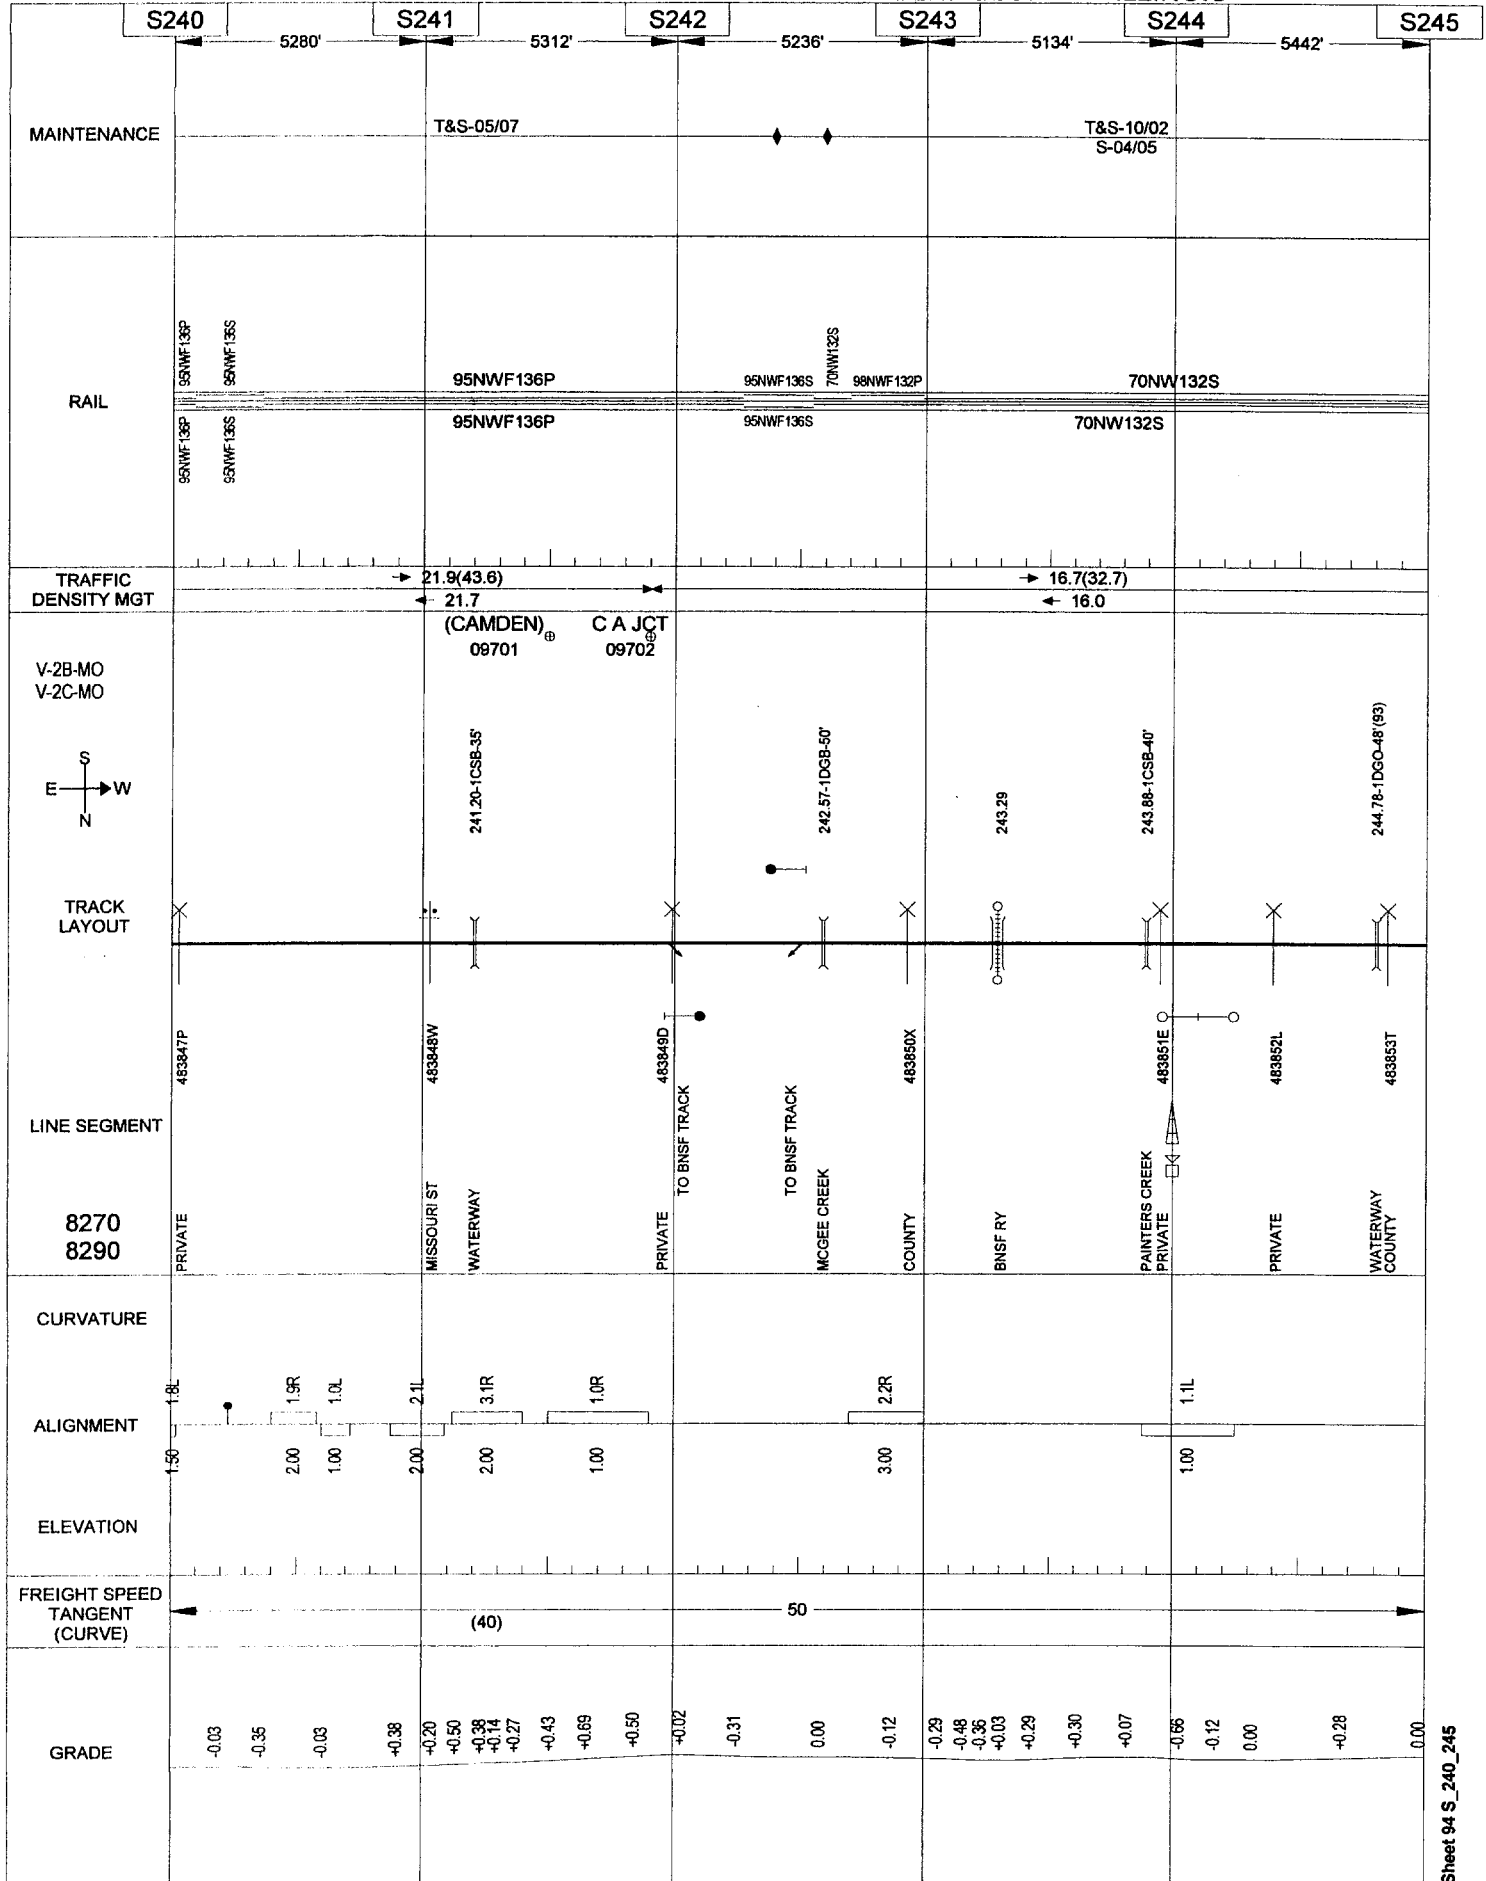 S240 S241 S242 S243 S244 S245
5280' 5312' 5236' 5134' 5442'
MAINTENANCE
T&S-05/07
T&S-10/02
S-04/05
RAIL
95NWF136P
95NWF136S
95NWF136P
95NWF136S
70NW132S
98NWF132P
70NW132S
95NWF136P
95NWF136S
95NWF136P
95NWF136S
70NW132S
TRAFFIC
DENSITY MGT
21.9(43.6)
21.7
16.7(32.7)
16.0
(CAMDEN)
09701
C A JCT
09702
V-2B-MO
V-2C-MO
S
E W
N
241.20-1CSB-35'
242.57-1DGB-50'
243.29
243.88-1CSB-40'
244.78-1DGO-48'(93)
TRACK
LAYOUT
483847P
483848W
483849D
483850X
483851E
483852L
483853T
LINE SEGMENT
8270
8290
PRIVATE
MISSOURI ST
WATERWAY
PRIVATE
TO BNSF TRACK
TO BNSF TRACK
MCGEE CREEK
COUNTY
BNSF RY
PAINTERS CREEK
PRIVATE
PRIVATE
WATERWAY
COUNTY
CURVATURE
1.8L 1.9R 1.0L 2.1L 3.1R 1.0R 2.2R 1.1L
ALIGNMENT
1.50 2.00 1.00 2.00 2.00 1.00 3.00 1.00
ELEVATION
FREIGHT SPEED
TANGENT
(CURVE)
(40)
50
GRADE
-0.03 -0.35 -0.03 +0.38 +0.20 +0.50 +0.38 +0.14 +0.27 +0.43 +0.69 +0.50 +0.02 -0.31 0.00 -0.12 -0.29 -0.48 -0.36 +0.03 +0.29 +0.30 +0.07 -0.66 -0.12 0.00 +0.28 0.00
Sheet 94 S_240_245